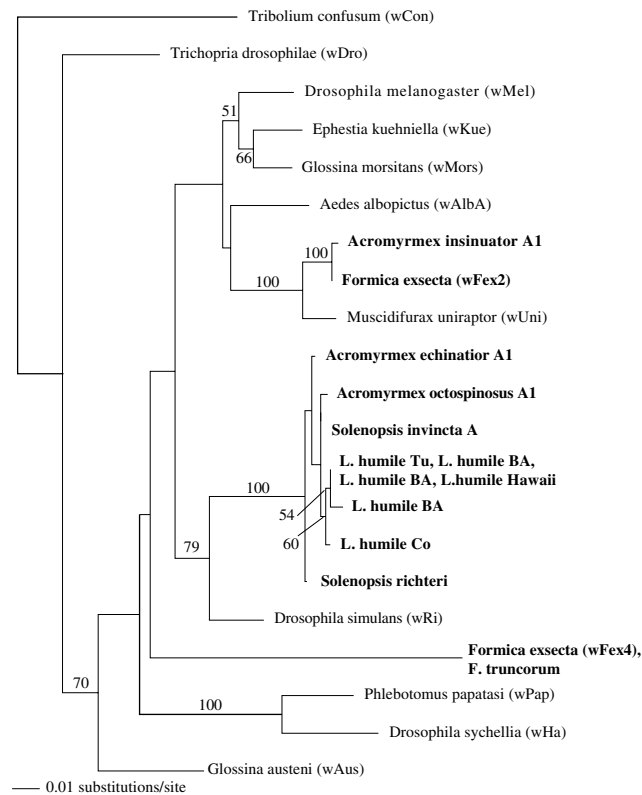 Tribolium confusum (wCon)
Trichopria drosophilae (wDro)
Drosophila melanogaster (wMel)
51
Ephestia kuehniella (wKue)
66
Glossina morsitans (wMors)
Aedes albopictus (wAlbA)
Acromyrmex insinuator A1
100
Formica exsecta (wFex2)
100
Muscidifurax uniraptor (wUni)
Acromyrmex echinatior A1
Acromyrmex octospinosus A1
Solenopsis invincta A
L. humile Tu, L. humile BA,
L. humile BA, L.humile Hawaii
100
L. humile BA
54
60
L. humile Co
79
Solenopsis richteri
Drosophila simulans (wRi)
Formica exsecta (wFex4),
F. truncorum
70
Phlebotomus papatasi (wPap)
100
Drosophila sychellia (wHa)
Glossina austeni (wAus)
0.01 substitutions/site